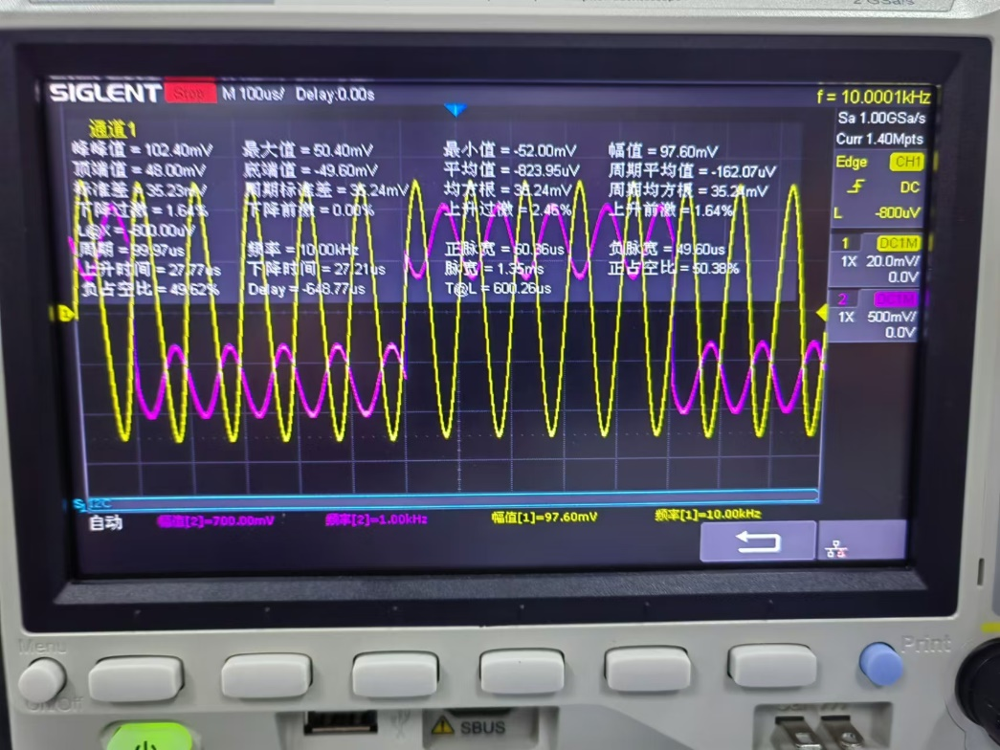 2 GSa/s
SIGLENT Stop M 100us/ Delay:0.00s f = 10.0001kHz
Sa 1.00GSa/s
Curr 1.40Mpts
通道1
峰峰值 = 102.40mV 最大值 = 50.40mV 最小值 = -52.00mV 幅值 = 97.60mV
顶端值 = 48.00mV 底端值 = -49.60mV 平均值 = -823.95uV 周期平均值 = -162.07uV
标准差 = 35.23mV 周期标准差 = 35.24mV 均方根 = 35.24mV 周期均方根 = 35.24mV
下降过激 = 1.64% 下降前激 = 0.00% 上升过激 = 2.46% 上升前激 = 1.64%
L@X = -800.00uV
周期 = 99.97us 频率 = 10.00kHz 正脉宽 = 50.36us 负脉宽 = 49.60us
上升时间 = 27.77us 下降时间 = 27.21us 脉宽 = 1.35ms 正占空比 = 50.38%
负占空比 = 49.62% Delay = -648.77us T@L = 600.26us
Edge CH1
DC
L -800uV
1 DC1M
1X 20.0mV/
0.0V
2 DC1M
1X 500mV/
0.0V
2
S I2C
自动 幅值[2]=700.00mV 频率[2]=1.00kHz 幅值[1]=97.60mV 频率[1]=10.00kHz
Menu
On/Off
Print
SBUS